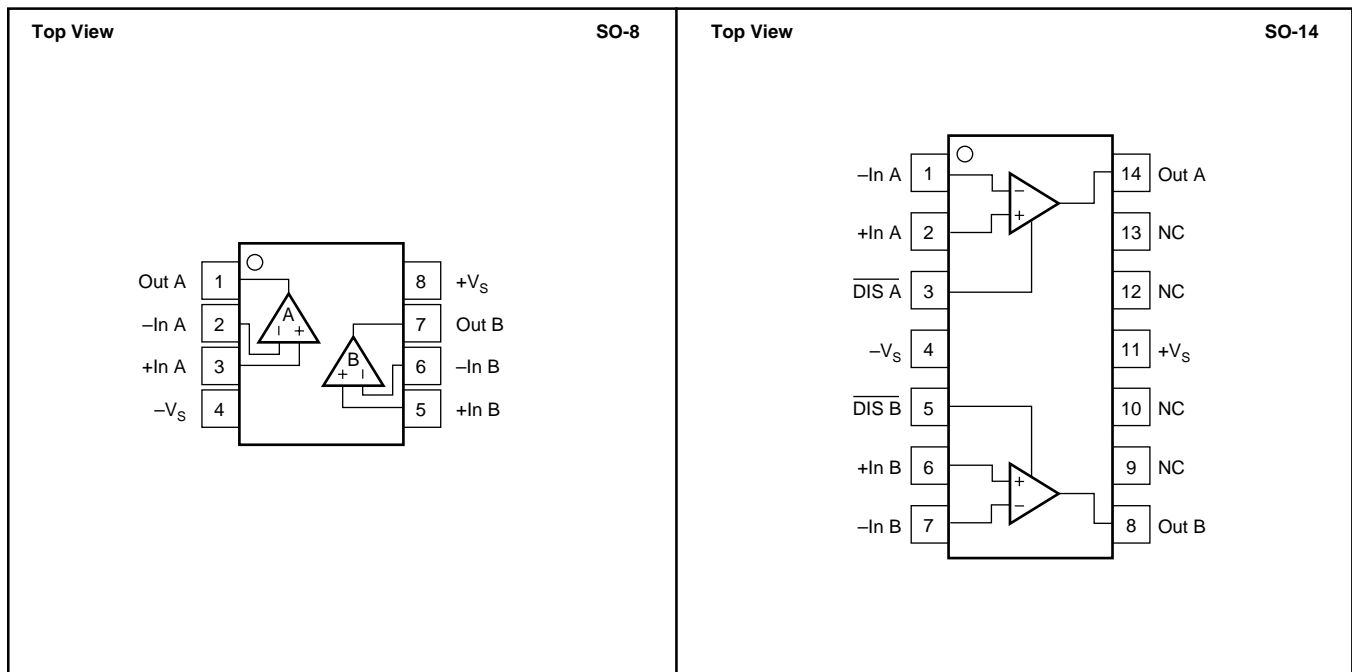 Top View SO-8
Out A 1 8 +VS
A
–In A 2 7 Out B
– +
B
+In A 3 6 –In B
+ –
–VS 4 5 +In B
Top View SO-14
–In A 1 14 Out A
–
+
+In A 2 13 NC
DIS A 3 12 NC
–VS 4 11 +VS
DIS B 5 10 NC
+In B 6 9 NC
+
–
–In B 7 8 Out B